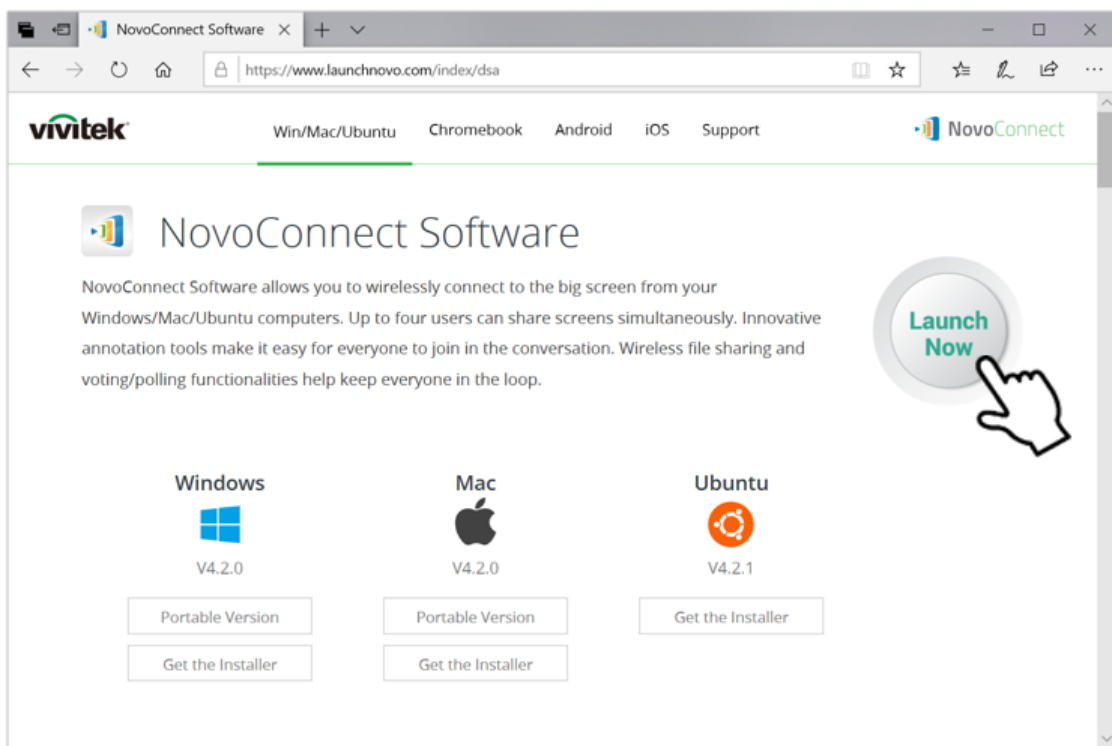 NovoConnect Software
https://www.launchnovo.com/index/dsa
vivitek
Win/Mac/Ubuntu Chromebook Android iOS Support
NovoConnect
NovoConnect Software
NovoConnect Software allows you to wirelessly connect to the big screen from your
Windows/Mac/Ubuntu computers. Up to four users can share screens simultaneously. Innovative
annotation tools make it easy for everyone to join in the conversation. Wireless file sharing and
voting/polling functionalities help keep everyone in the loop.
Launch
Now
Windows Mac Ubuntu
V4.2.0 V4.2.0 V4.2.1
Portable Version Portable Version Get the Installer
Get the Installer Get the Installer